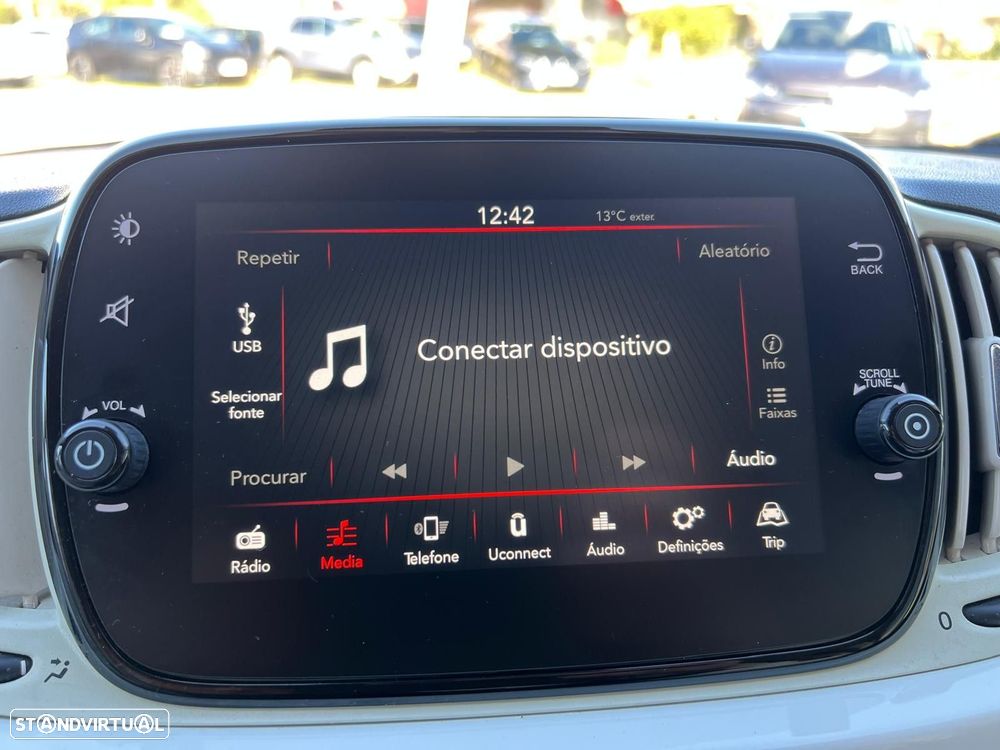 12:42
13°C exter.
Repetir
Aleatório
BACK
USB
Conectar dispositivo
Info
Selecionar
fonte
SCROLL
TUNE
Faixas
VOL
Procurar
Áudio
Rádio
Media
Telefone
Uconnect
Áudio
Definições
Trip
0
STANDVIRTUAL